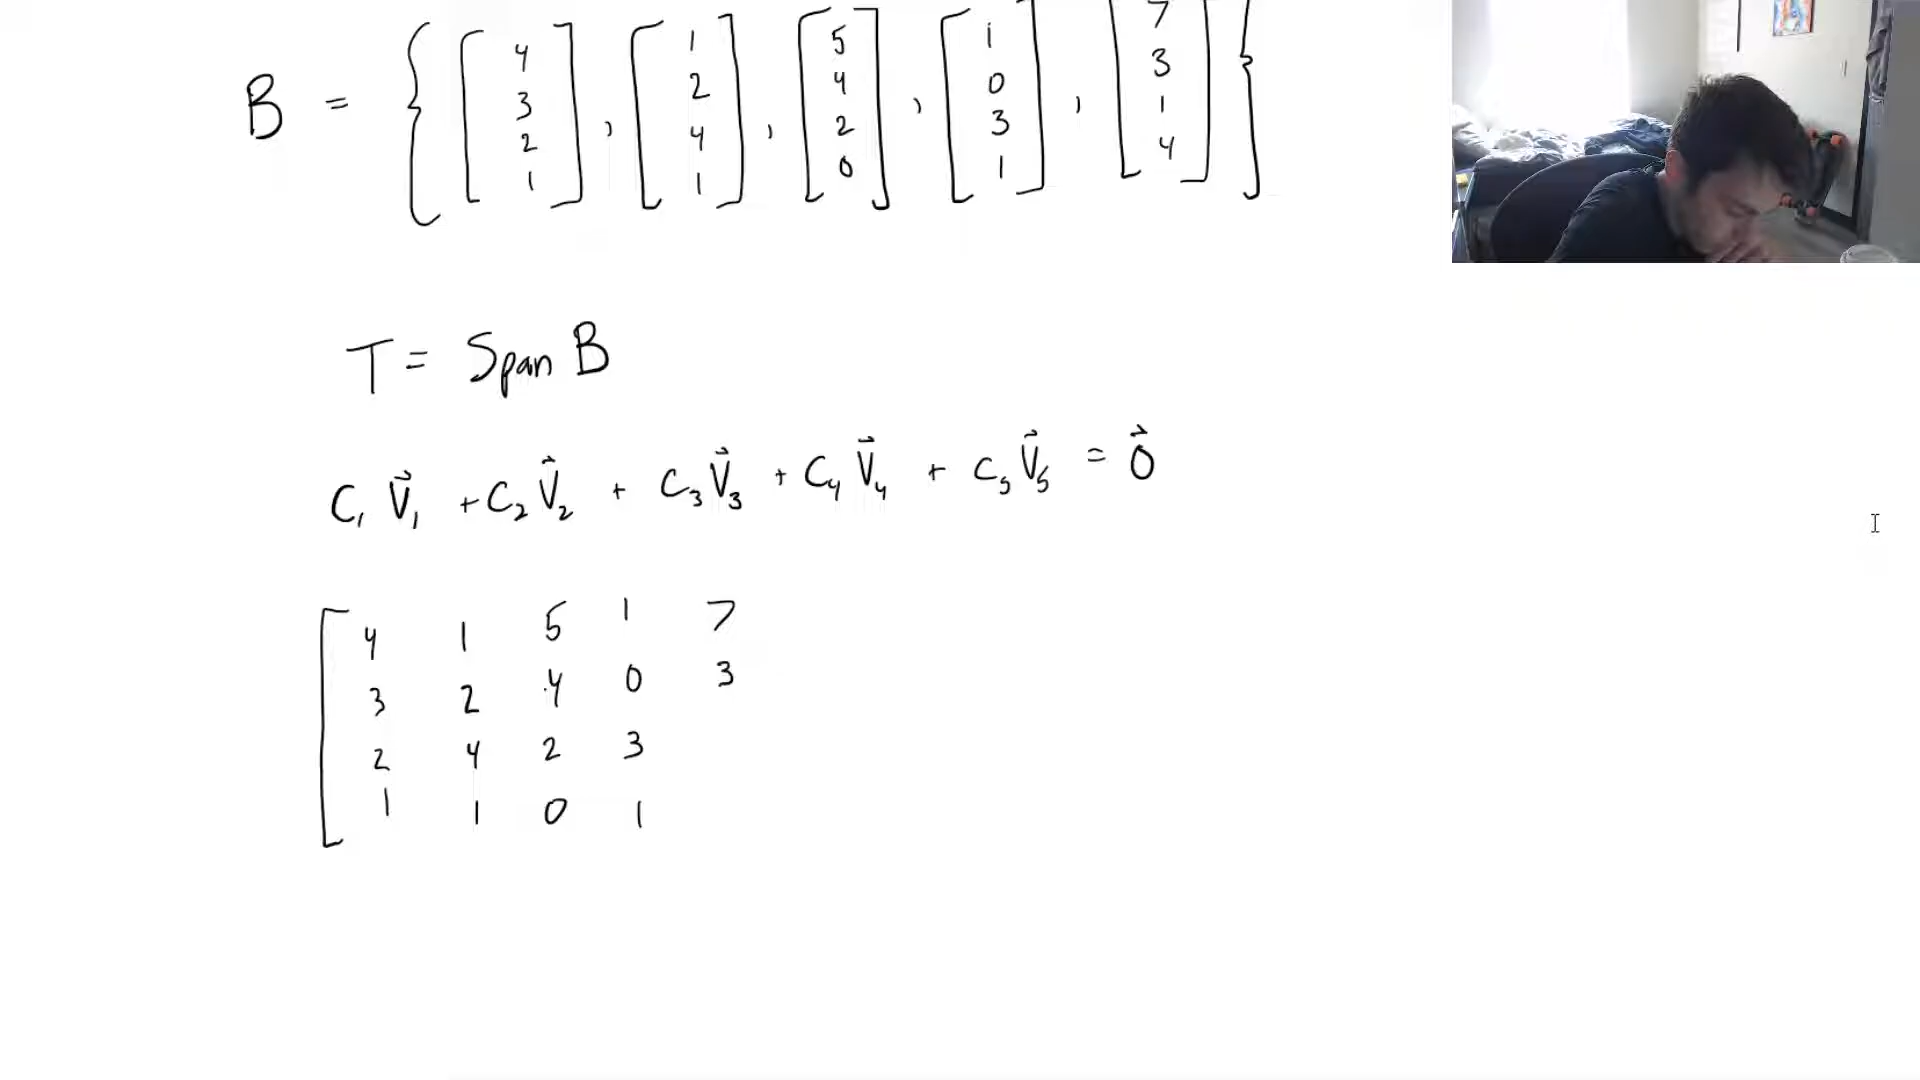 B = { [4 3 2 1], [1 2 4 1], [5 4 2 0], [1 0 3 1], [7 3 1 4] }
T = Span B
C₁ V⃗₁ + C₂ V⃗₂ + C₃ V⃗₃ + C₄ V⃗₄ + C₅ V⃗₅ = 0⃗
[ 4 1 5 1 7
3 2 4 0 3
2 4 2 3
1 1 0 1